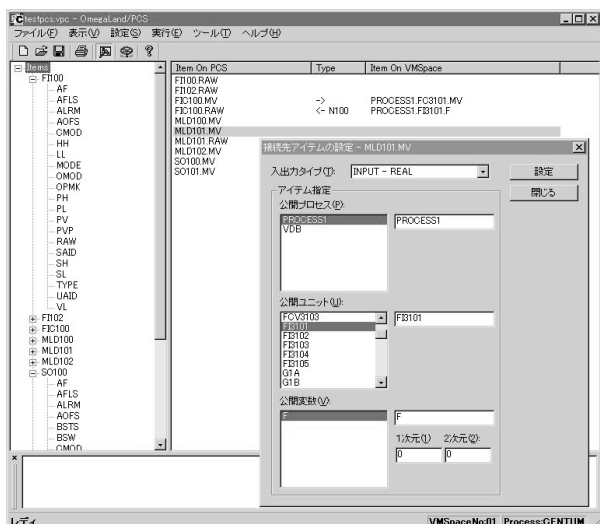 testpcs.vpc - OmegaLand/PCS
ファイル(F) 表示(V) 設定(S) 実行(E) ツール(T) ヘルプ(H)
Items
FI100
AF
AFLS
ALRM
AOFS
CMOD
HH
LL
MODE
OMOD
OPMK
PH
PL
PV
PVP
RAW
SAID
SH
SL
TYPE
UAID
VL
FI102
FIC100
MLD100
MLD101
MLD102
SO100
AF
AFLS
ALRM
AOFS
BSTS
BSW
CMOD
Item On PCS Type Item On VMSpace
FI100.RAW
FI102.RAW
FIC100.MV -> PROCESS1.FC3101.MV
FIC100.RAW <- N100 PROCESS1.FI3101.F
MLD100.MV
MLD101.MV
MLD101.RAW
MLD102.MV
SO100.MV
SO101.MV
接続先アイテムの設定 - MLD101.MV
入出力タイプ(T): INPUT - REAL 設定
閉じる
アイテム指定
公開プロセス(P):
PROCESS1 PROCESS1
VDB
公開ユニット(U):
FCV3103 FI3101
FI3101
FI3102
FI3103
FI3104
FI3105
G1A
G1B
公開変数(V):
F F
1次元(1) 2次元(2):
0 0
レディ VMSpaceNo:01 Process:CENTUM